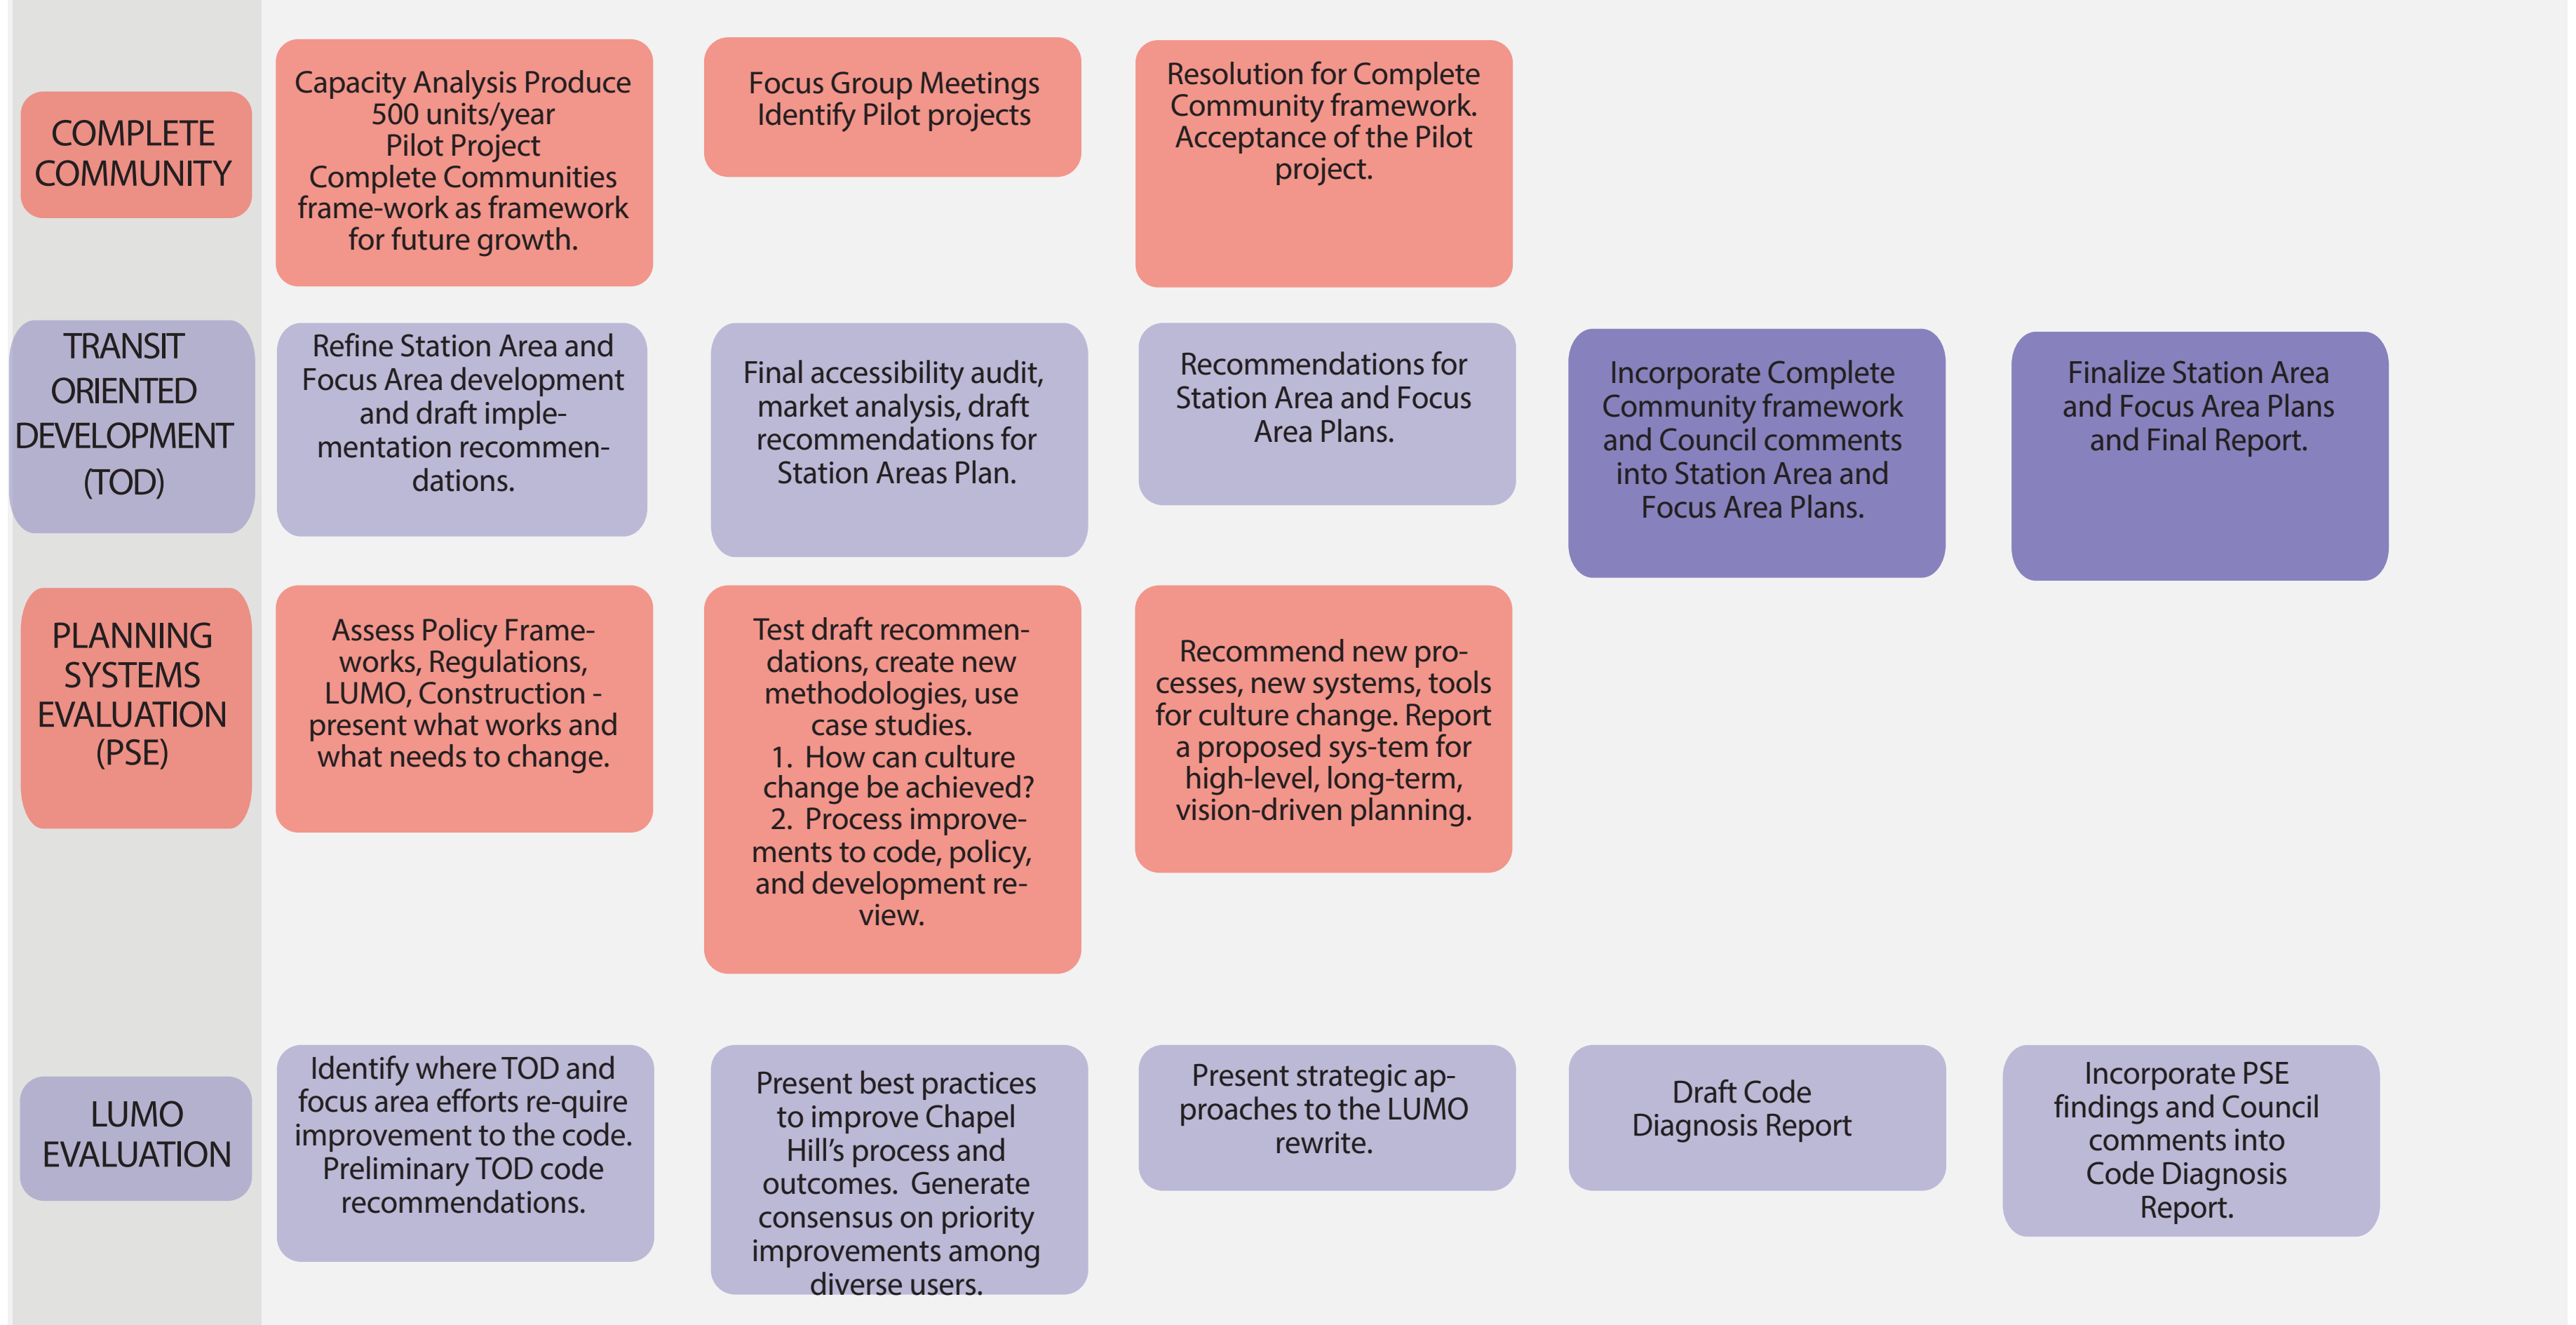 COMPLETE
COMMUNITY
Capacity Analysis Produce
500 units/year
Pilot Project
Complete Communities
frame-work as framework
for future growth.
Focus Group Meetings
Identify Pilot projects
Resolution for Complete
Community framework.
Acceptance of the Pilot
project.
TRANSIT
ORIENTED
DEVELOPMENT
(TOD)
Refine Station Area and
Focus Area development
and draft imple-
mentation recommen-
dations.
Final accessibility audit,
market analysis, draft
recommendations for
Station Areas Plan.
Recommendations for
Station Area and Focus
Area Plans.
Incorporate Complete
Community framework
and Council comments
into Station Area and
Focus Area Plans.
Finalize Station Area
and Focus Area Plans
and Final Report.
PLANNING
SYSTEMS
EVALUATION
(PSE)
Assess Policy Frame-
works, Regulations,
LUMO, Construction -
present what works and
what needs to change.
Test draft recommen-
dations, create new
methodologies, use
case studies.
1. How can culture
change be achieved?
2. Process improve-
ments to code, policy,
and development re-
view.
Recommend new pro-
cesses, new systems, tools
for culture change. Report
a proposed sys-tem for
high-level, long-term,
vision-driven planning.
LUMO
EVALUATION
Identify where TOD and
focus area efforts re-quire
improvement to the code.
Preliminary TOD code
recommendations.
Present best practices
to improve Chapel
Hill’s process and
outcomes. Generate
consensus on priority
improvements among
diverse users.
Present strategic ap-
proaches to the LUMO
rewrite.
Draft Code
Diagnosis Report
Incorporate PSE
findings and Council
comments into
Code Diagnosis
Report.